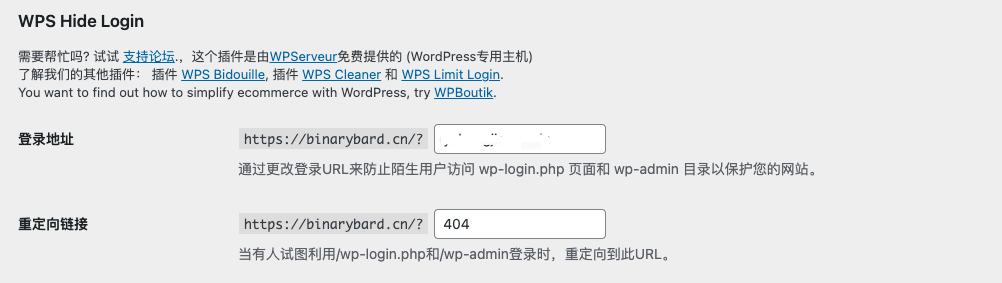 WPS Hide Login
需要帮忙吗? 试试 支持论坛.，这个插件是由WPServeur免费提供的 (WordPress专用主机)
了解我们的其他插件： 插件 WPS Bidouille, 插件 WPS Cleaner 和 WPS Limit Login.
You want to find out how to simplify ecommerce with WordPress, try WPBoutik.
登录地址 https://binarybard.cn/?
通过更改登录URL来防止陌生用户访问 wp-login.php 页面和 wp-admin 目录以保护您的网站。
重定向链接 https://binarybard.cn/? 404
当有人试图利用/wp-login.php和/wp-admin登录时，重定向到此URL。